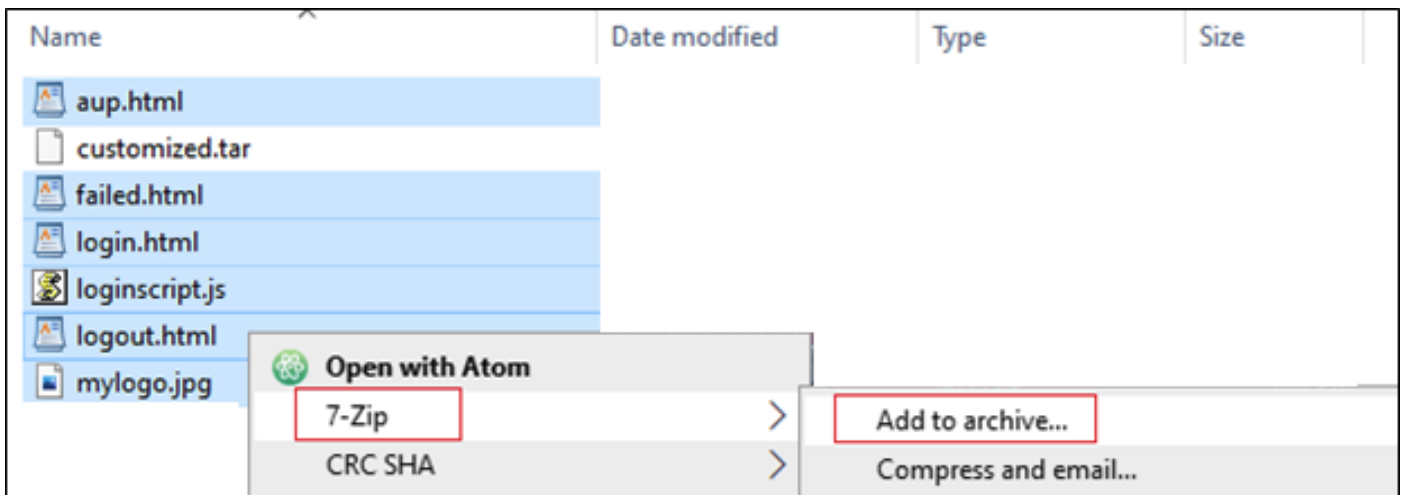 Name Date modified Type Size
aup.html
customized.tar
failed.html
login.html
loginscript.js
logout.html
mylogo.jpg
Open with Atom
7-Zip
CRC SHA
Add to archive...
Compress and email...